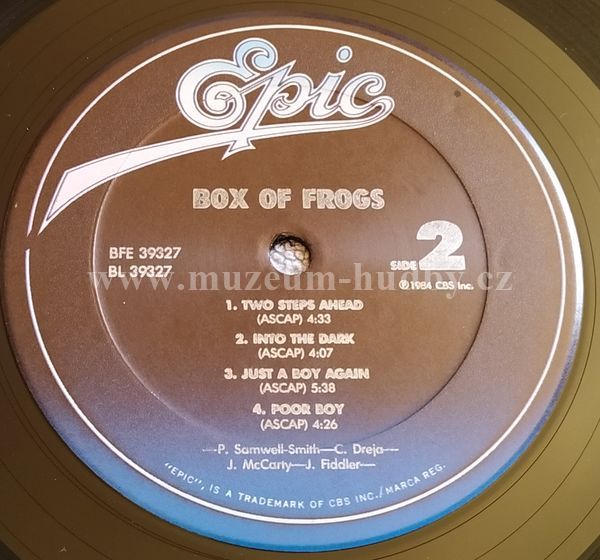 Epic
BOX OF FROGS
BFE 39327
BL 39327
SIDE 2
℗1984 CBS Inc.
www.muzeum-hudby.cz
1. TWO STEPS AHEAD
(ASCAP) 4:33
2. INTO THE DARK
(ASCAP) 4:07
3. JUST A BOY AGAIN
(ASCAP) 5:38
4. POOR BOY
(ASCAP) 4:26
—P. Samwell-Smith—C. Dreja—
J. McCarty—J. Fiddler—
"EPIC", IS A TRADEMARK OF CBS INC./MARCA REG.